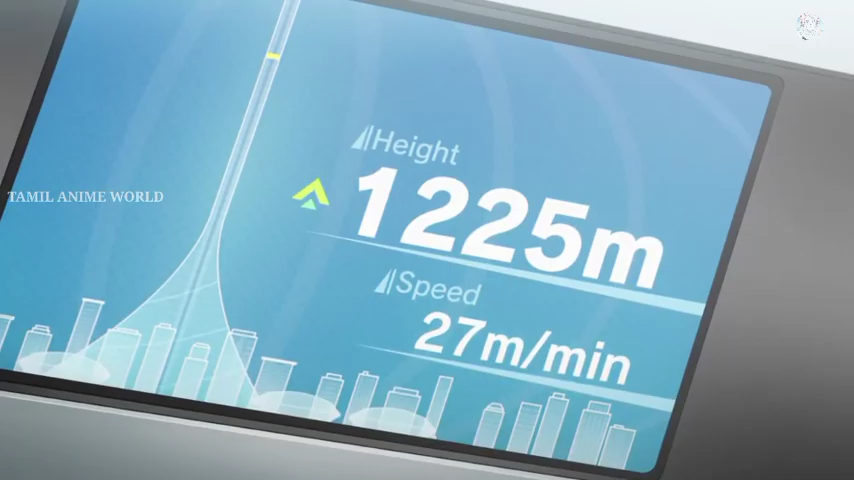 Height
1225m
TAMIL ANIME WORLD
Speed
27m/min